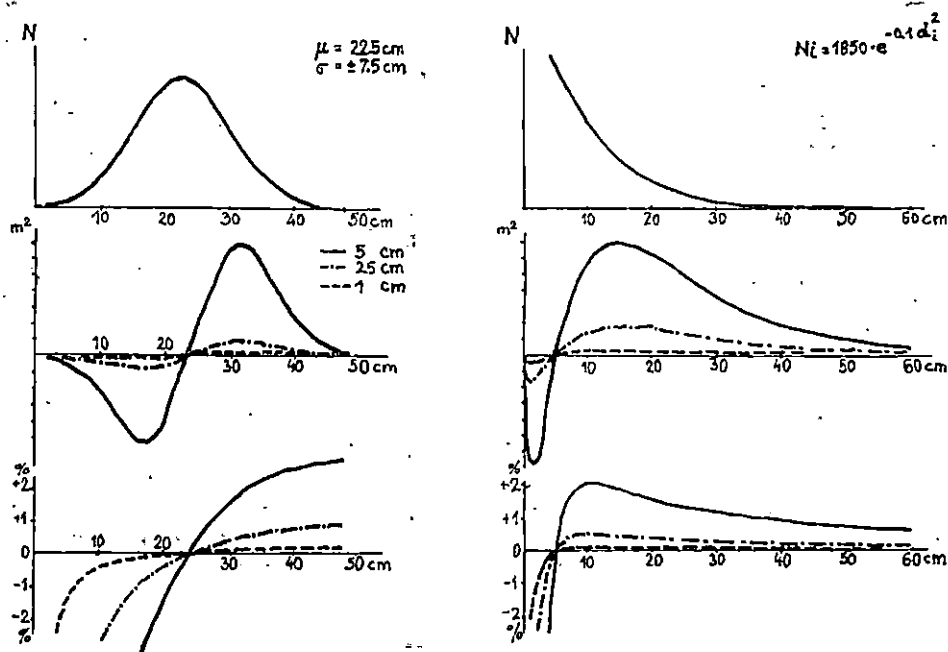 N
μ = 22.5 cm
σ = ± 7.5 cm
10 20 30 40 50 cm
m²
5 cm
2.5 cm
1 cm
10 20 30 40 50 cm
%
+2
+1
0
-1
-2
%
10 20 30 40 50 cm
N
Ni = 1850·e^-0.1 d_i^2
10 20 30 40 50 60 cm
m²
10 20 30 40 50 60 cm
%
+2
+1
0
-1
-2
%
10 20 30 40 50 60 cm